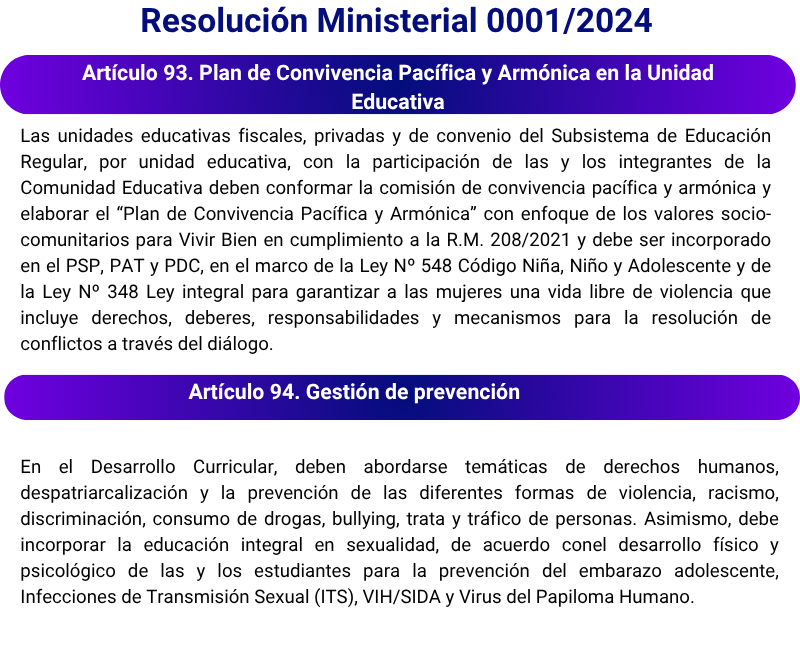 Resolución Ministerial 0001/2024
Artículo 93. Plan de Convivencia Pacífica y Armónica en la Unidad
Educativa
Las unidades educativas fiscales, privadas y de convenio del Subsistema de Educación
Regular, por unidad educativa, con la participación de las y los integrantes de la
Comunidad Educativa deben conformar la comisión de convivencia pacífica y armónica y
elaborar el “Plan de Convivencia Pacífica y Armónica” con enfoque de los valores socio-
comunitarios para Vivir Bien en cumplimiento a la R.M. 208/2021 y debe ser incorporado
en el PSP, PAT y PDC, en el marco de la Ley Nº 548 Código Niña, Niño y Adolescente y de
la Ley Nº 348 Ley integral para garantizar a las mujeres una vida libre de violencia que
incluye derechos, deberes, responsabilidades y mecanismos para la resolución de
conflictos a través del diálogo.
Artículo 94. Gestión de prevención
En el Desarrollo Curricular, deben abordarse temáticas de derechos humanos,
despatriarcalización y la prevención de las diferentes formas de violencia, racismo,
discriminación, consumo de drogas, bullying, trata y tráfico de personas. Asimismo, debe
incorporar la educación integral en sexualidad, de acuerdo conel desarrollo físico y
psicológico de las y los estudiantes para la prevención del embarazo adolescente,
Infecciones de Transmisión Sexual (ITS), VIH/SIDA y Virus del Papiloma Humano.